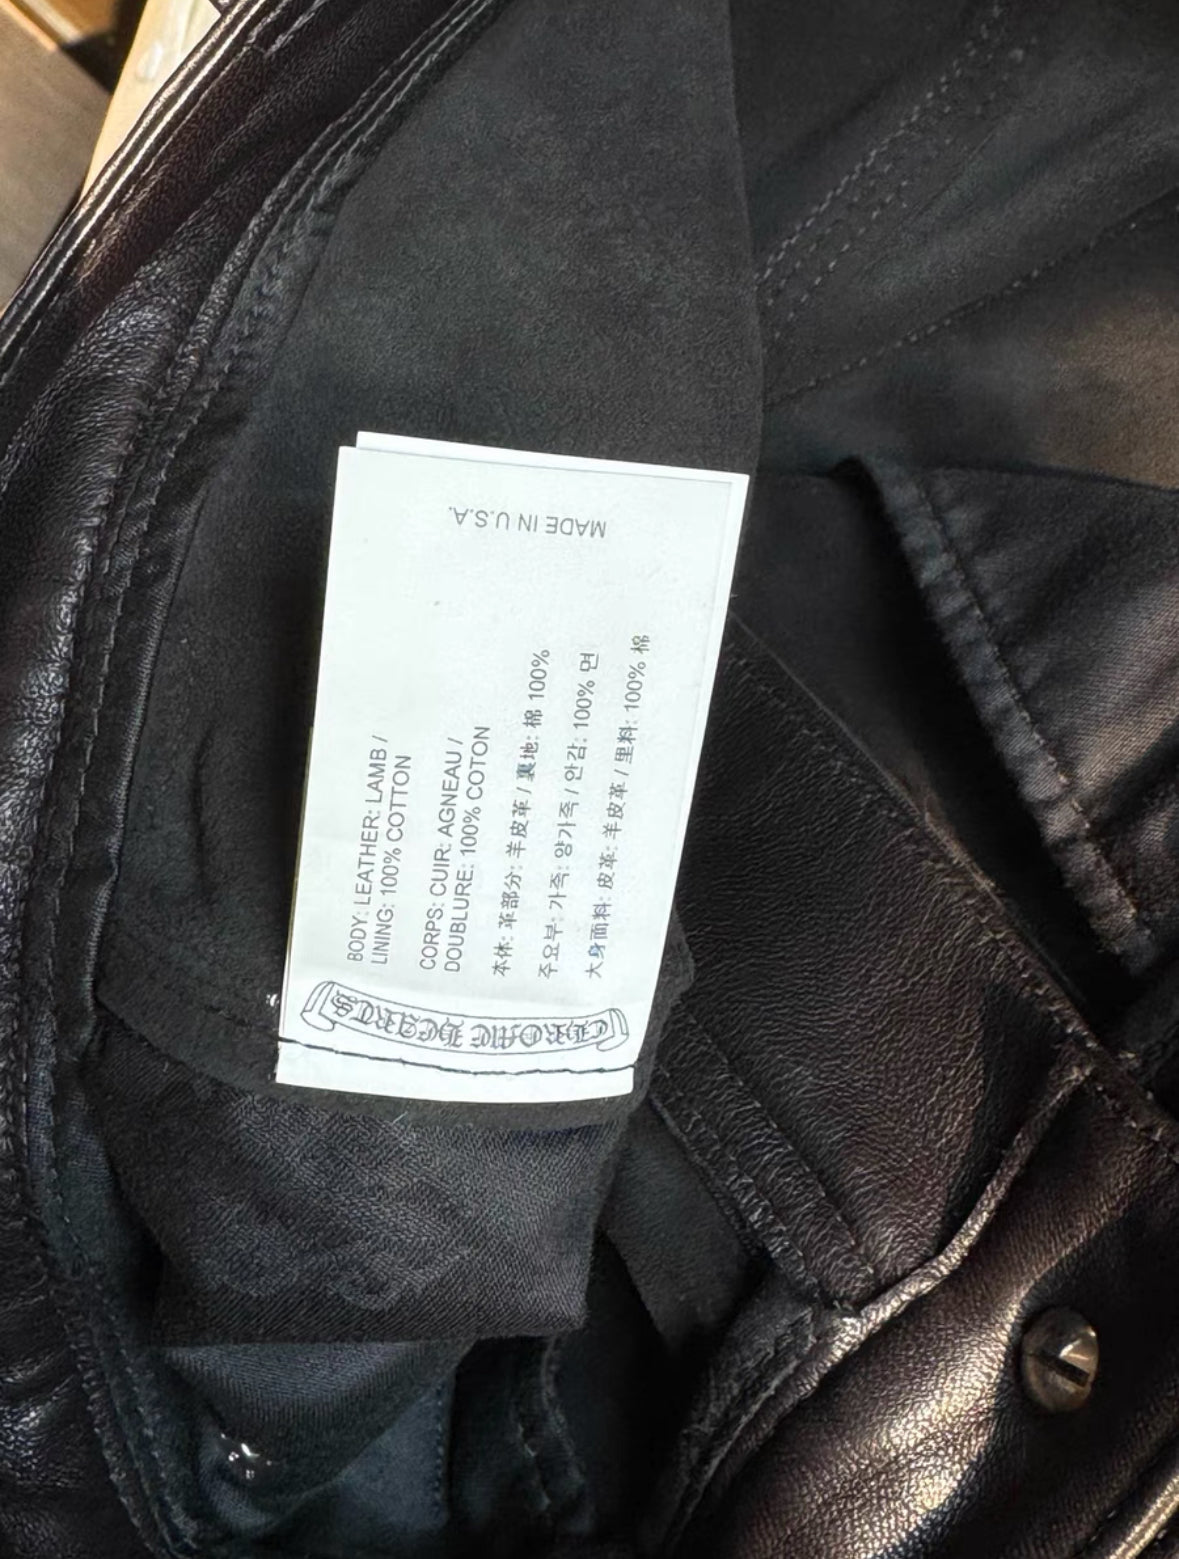 CHROME HEARTS
BODY: LEATHER: LAMB /
LINING: 100% COTTON
CORPS: CUIR: AGNEAU /
DOUBLURE: 100% COTON
本体: 革部分: 羊皮革 / 裏地: 棉 100%
주요부: 가죽: 양가죽 / 안감: 100% 면
大身面料: 皮革: 羊皮革 / 里料: 100% 棉
MADE IN U.S.A.